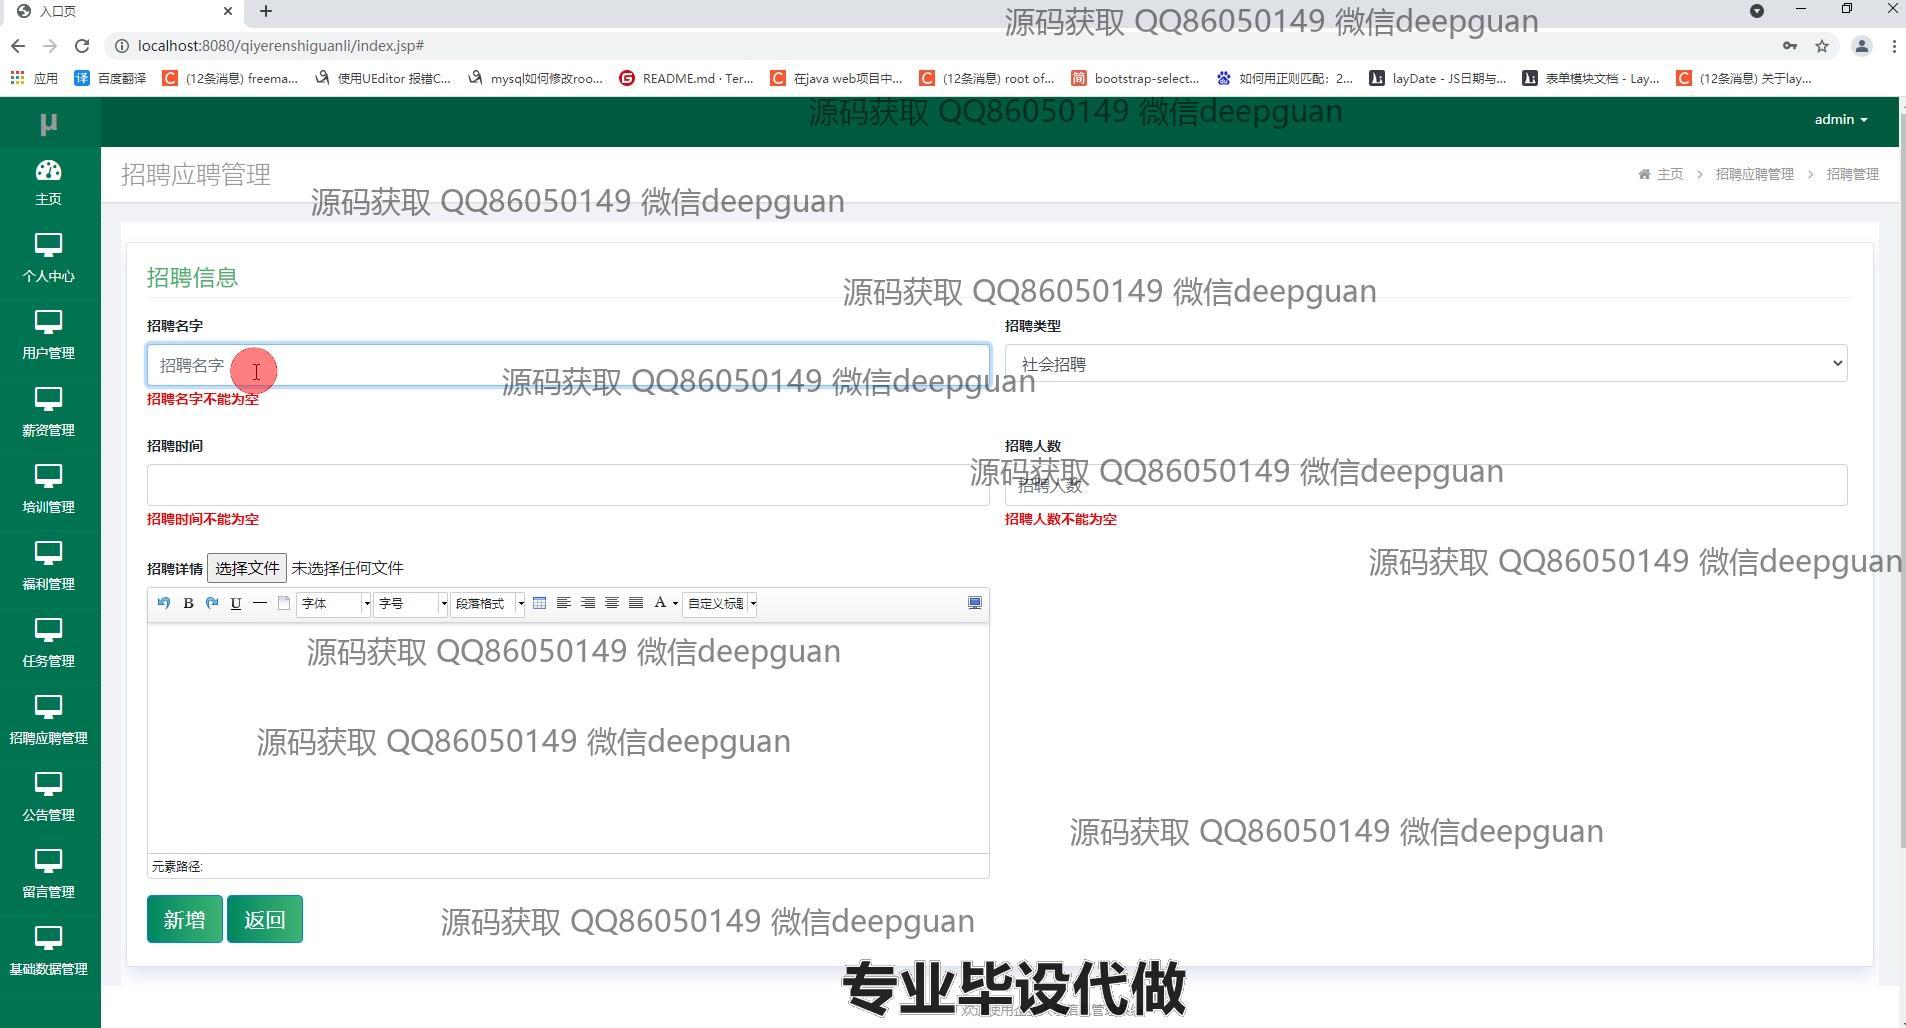 入口页
localhost:8080/qiyerenshiguanli/index.jsp#
源码获取 QQ86050149 微信deepguan
应用 百度翻译 (12条消息) freema... 使用UEditor 报错C... mysql如何修改roo... README.md · Ter... 在java web项目中... (12条消息) root of... bootstrap-select... 如何用正则匹配：2... layDate - JS日期与... 表单模块文档 - Lay... (12条消息) 关于lay...
μ
源码获取 QQ86050149 微信deepguan
admin
主页
个人中心
用户管理
薪资管理
培训管理
福利管理
任务管理
招聘应聘管理
公告管理
留言管理
基础数据管理
招聘应聘管理
主页 > 招聘应聘管理 > 招聘管理
源码获取 QQ86050149 微信deepguan
招聘信息
源码获取 QQ86050149 微信deepguan
招聘名字 招聘类型
招聘名字 社会招聘
源码获取 QQ86050149 微信deepguan
招聘名字不能为空
招聘时间 招聘人数
源码获取 QQ86050149 微信deepguan
招聘人数
招聘时间不能为空 招聘人数不能为空
源码获取 QQ86050149 微信deepguan
招聘详情 选择文件 未选择任何文件
B U 字体 字号 段落格式 A 自定义标题
源码获取 QQ86050149 微信deepguan
源码获取 QQ86050149 微信deepguan
源码获取 QQ86050149 微信deepguan
元素路径:
新增 返回
源码获取 QQ86050149 微信deepguan
专业毕设代做